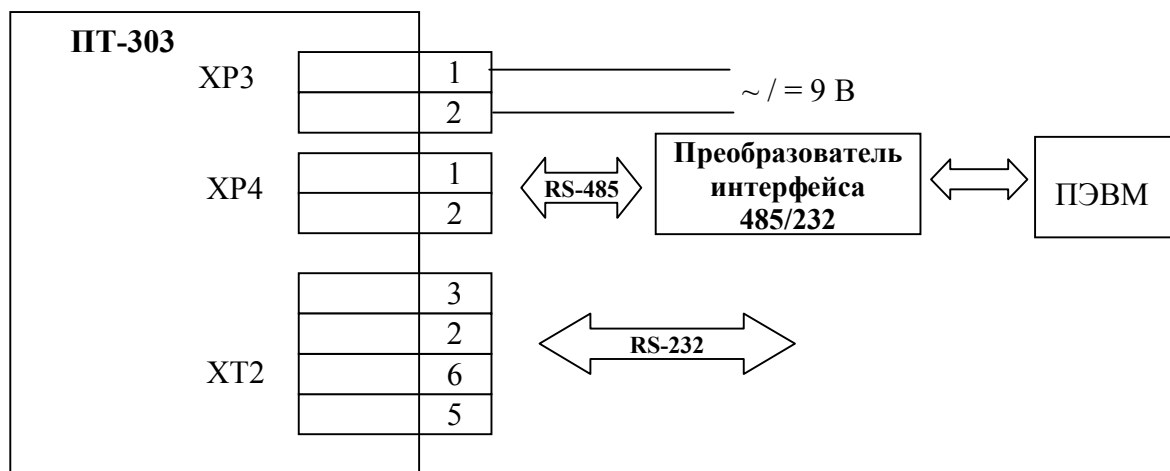 ПТ-303
XP3
1
2
~ / = 9 В
XP4
1
2
RS-485
Преобразователь
интерфейса
485/232
ПЭВМ
XT2
3
2
6
5
RS-232